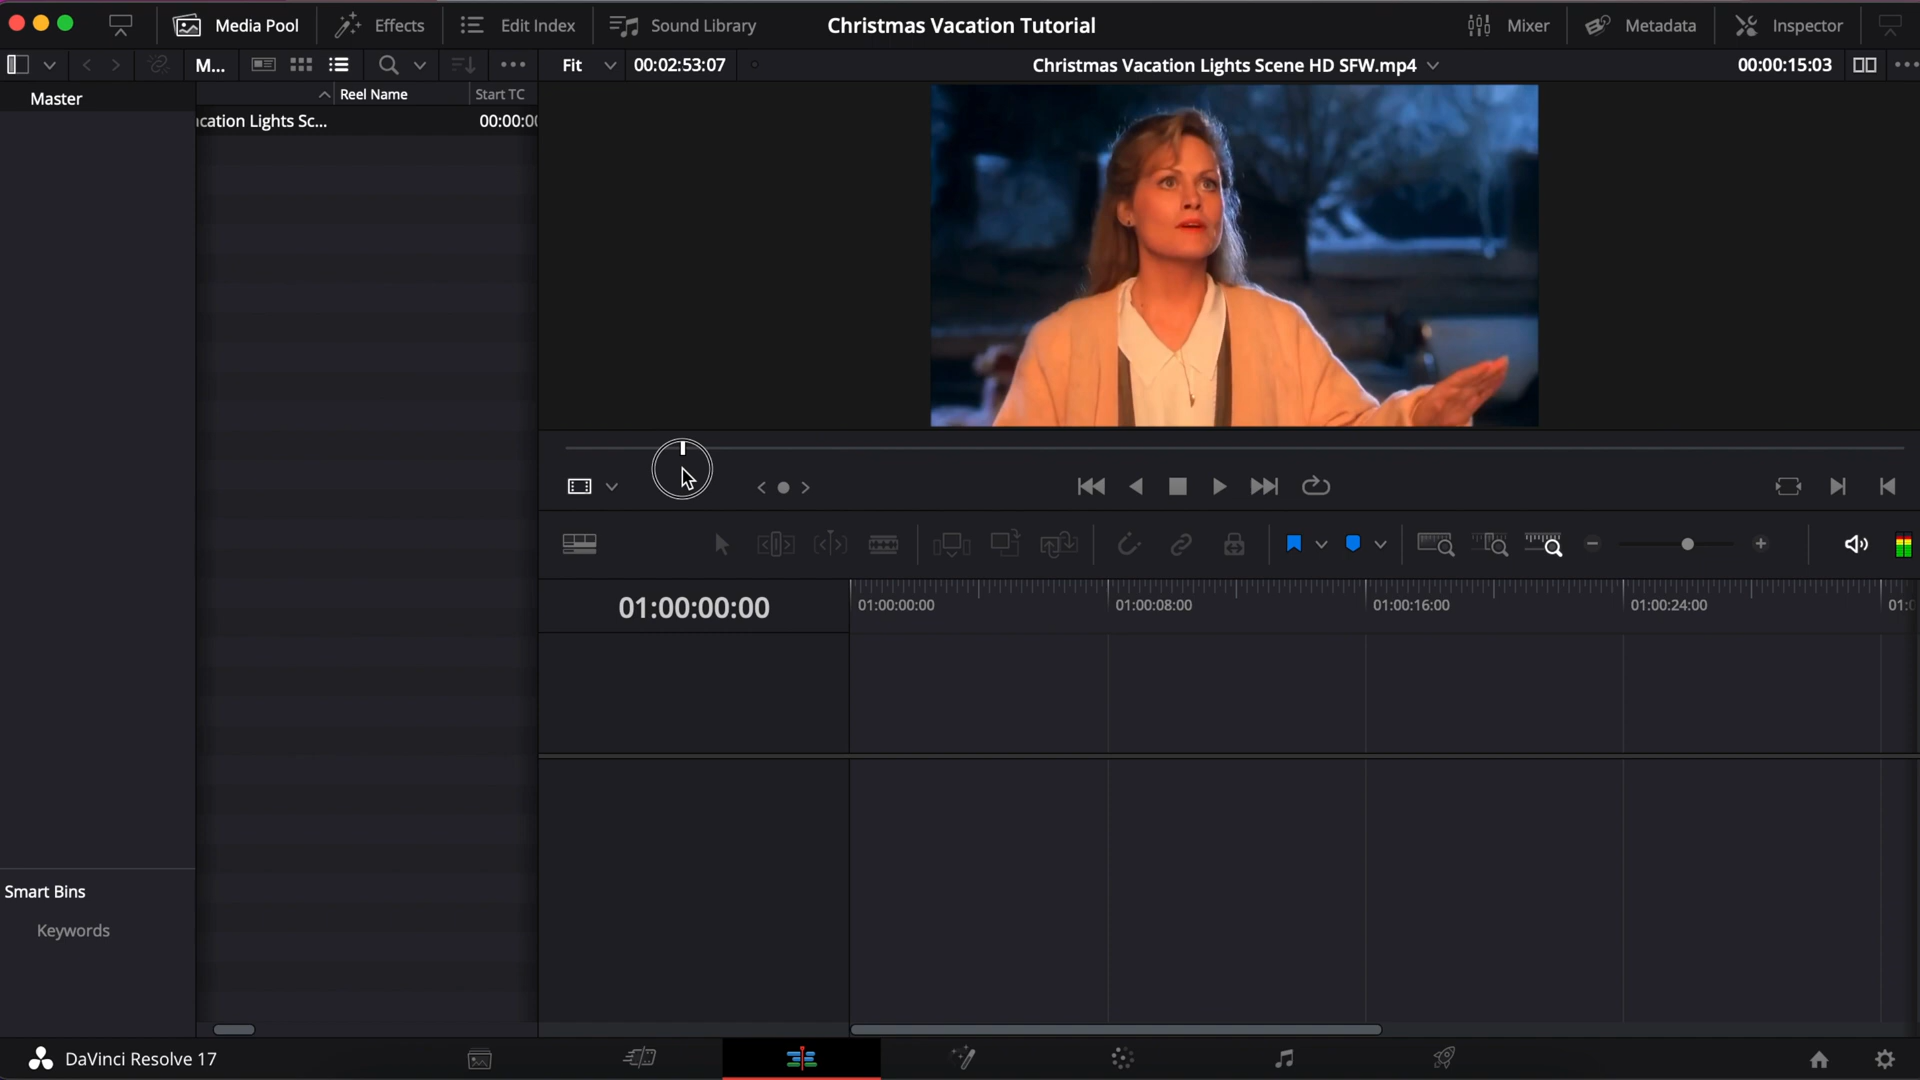 Media Pool
Effects
Edit Index
Sound Library
Christmas Vacation Tutorial
Mixer
Metadata
Inspector
M...
Fit
00:02:53:07
Christmas Vacation Lights Scene HD SFW.mp4
00:00:15:03
Master
Reel Name
Start TC
cation Lights Sc...
00:00:0
01:00:00:00
01:00:00:00
01:00:08:00
01:00:16:00
01:00:24:00
01:
Smart Bins
Keywords
DaVinci Resolve 17